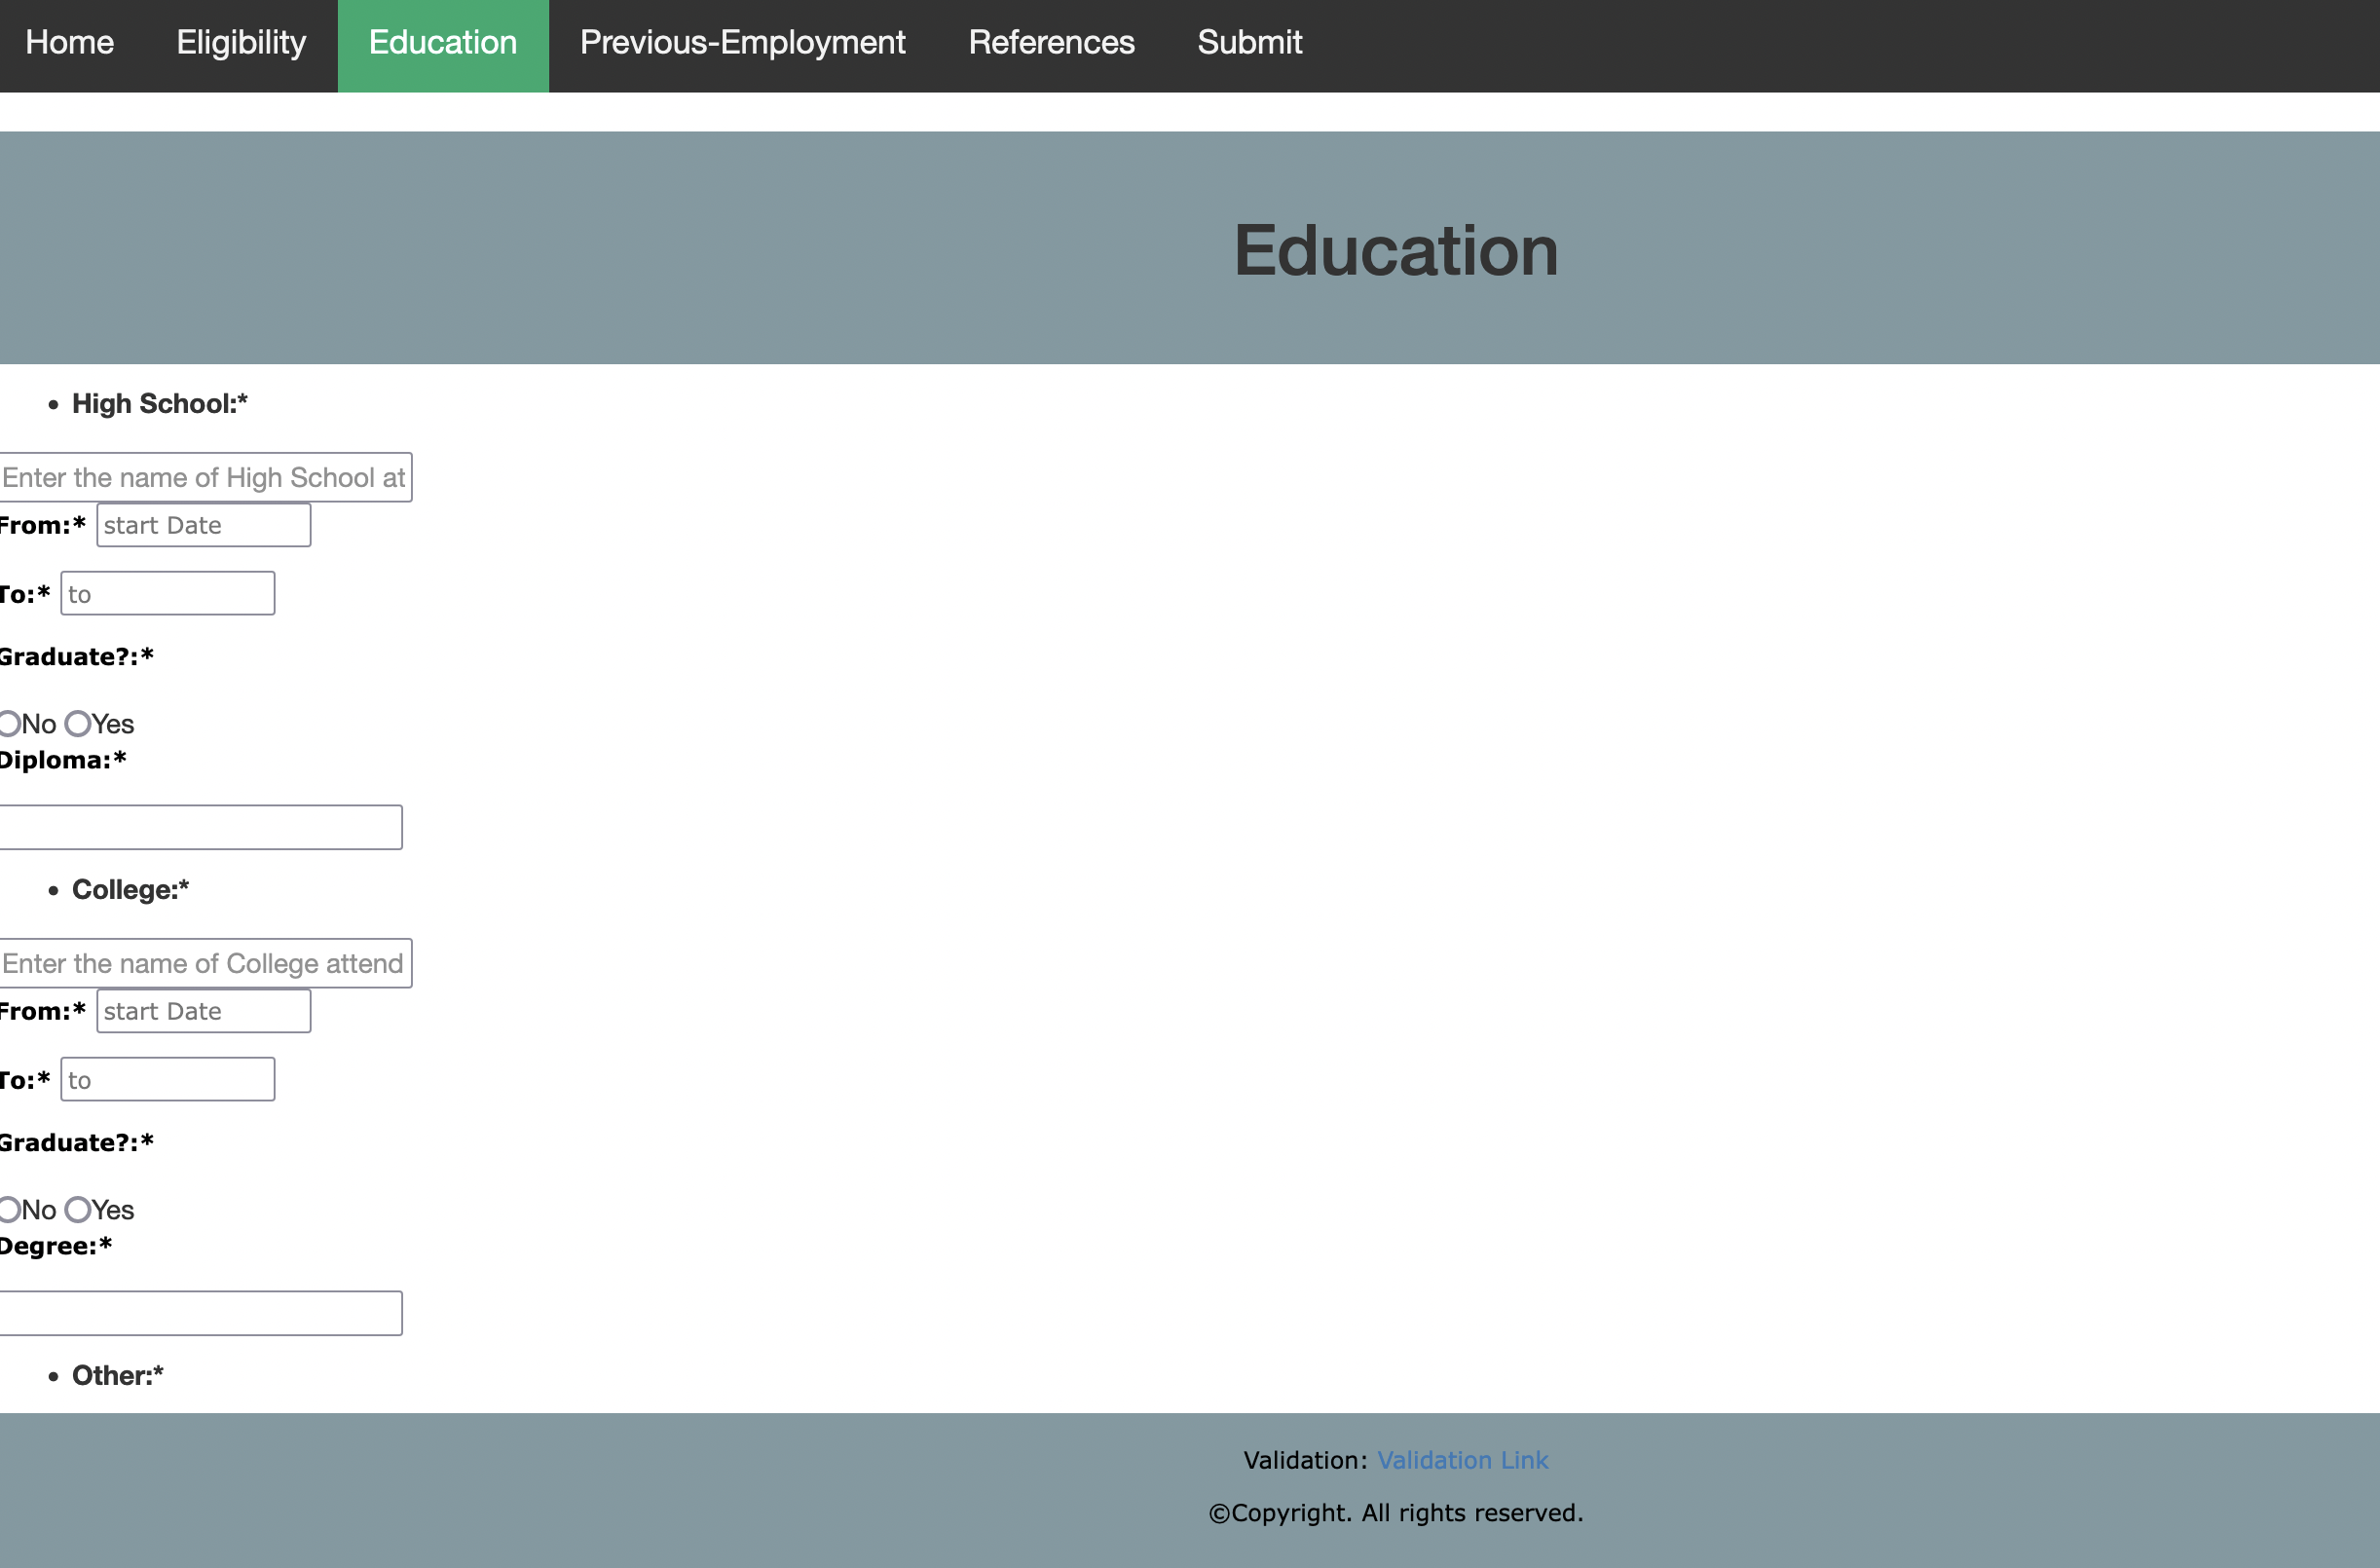 Home Eligibility Education Previous-Employment References Submit
Education
• High School:*
Enter the name of High School at
From:* start Date
To:* to
Graduate?:*
No Yes
Diploma:*
• College:*
Enter the name of College attend
From:* start Date
To:* to
Graduate?:*
No Yes
Degree:*
• Other:*
Validation: Validation Link
©Copyright. All rights reserved.